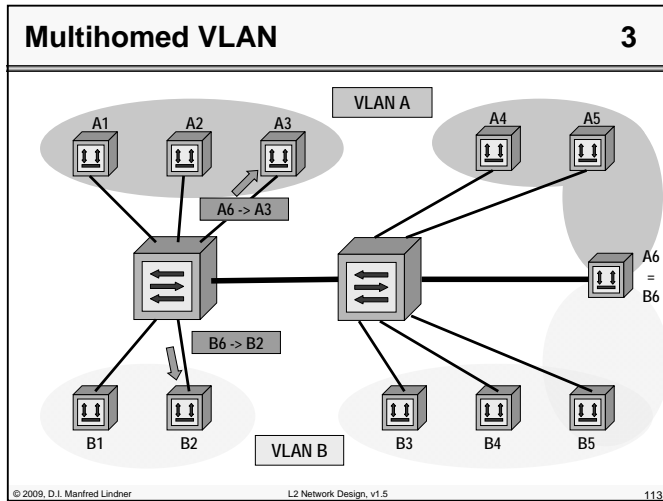 Multihomed VLAN 3
VLAN A
A1 A2 A3 A4 A5
A6 -> A3
A6
=
B6
B6 -> B2
B1 B2 B3 B4 B5
VLAN B
© 2009, D.I. Manfred Lindner L2 Network Design, v1.5 113